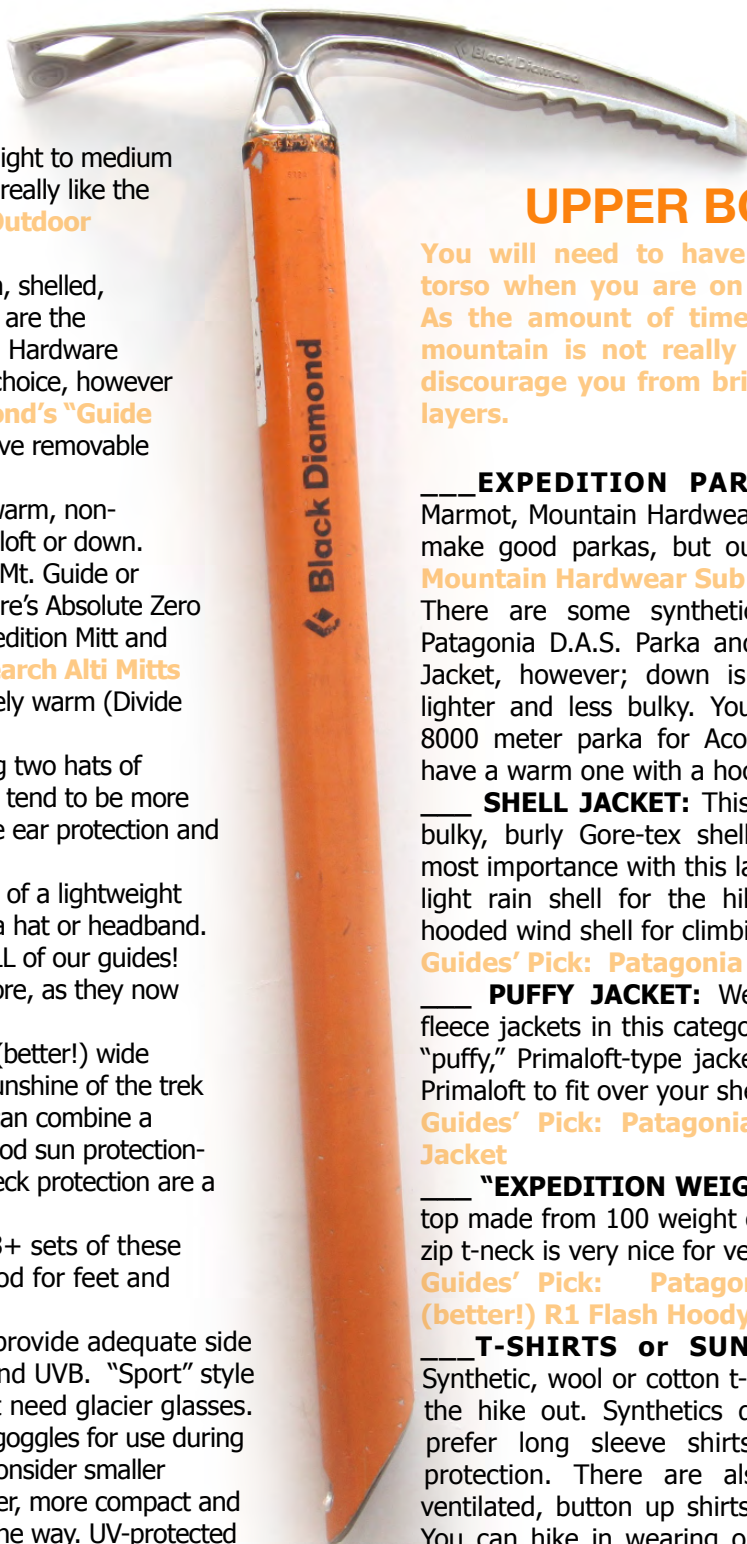 Black Diamond
Black Diamond
ight to medium
really like the
Outdoor
, shelled,
are the
Hardware
choice, however
ond's "Guide
ve removable
warm, non-
loft or down.
Mt. Guide or
re's Absolute Zero
edition Mitt and
earch Alti Mitts
ely warm (Divide
g two hats of
tend to be more
e ear protection and
of a lightweight
a hat or headband.
LL of our guides!
ore, as they now
(better!) wide
unshine of the trek
an combine a
od sun protection-
eck protection are a
3+ sets of these
od for feet and
provide adequate side
nd UVB. "Sport" style
t need glacier glasses.
goggles for use during
onsider smaller
er, more compact and
he way. UV-protected
UPPER BO
You will need to have
torso when you are on
As the amount of time
mountain is not really
discourage you from bri
layers.
___EXPEDITION PAR
Marmot, Mountain Hardwea
make good parkas, but ou
Mountain Hardwear Sub
There are some synthetic
Patagonia D.A.S. Parka and
Jacket, however; down is
lighter and less bulky. You
8000 meter parka for Aco
have a warm one with a hoo
___ SHELL JACKET: This
bulky, burly Gore-tex shell
most importance with this la
light rain shell for the hik
hooded wind shell for climbi
Guides' Pick: Patagonia
___ PUFFY JACKET: We
fleece jackets in this catego
"puffy," Primaloft-type jacke
Primaloft to fit over your she
Guides' Pick: Patagonia
Jacket
___ "EXPEDITION WEIG
top made from 100 weight
zip t-neck is very nice for ve
Guides' Pick: Patagon
(better!) R1 Flash Hoody
___T-SHIRTS or SUN
Synthetic, wool or cotton t-
the hike out. Synthetics
prefer long sleeve shirts
protection. There are als
ventilated, button up shirts
You can hike in wearing o